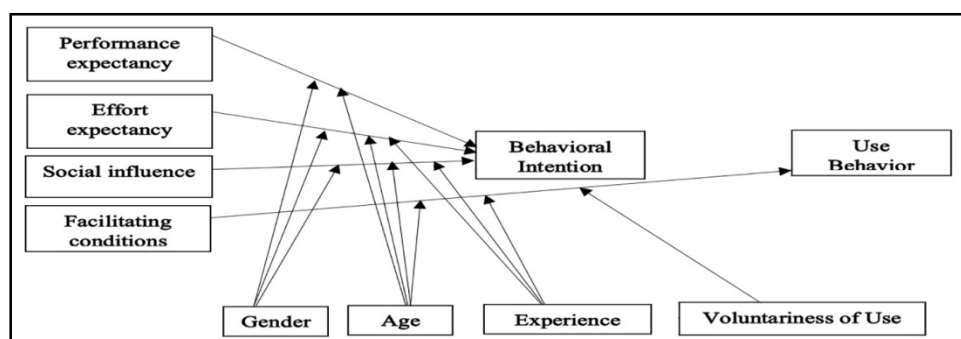 Performance
expectancy
Effort
expectancy
Social influence
Facilitating
conditions
Behavioral
Intention
Use
Behavior
Gender
Age
Experience
Voluntariness of Use